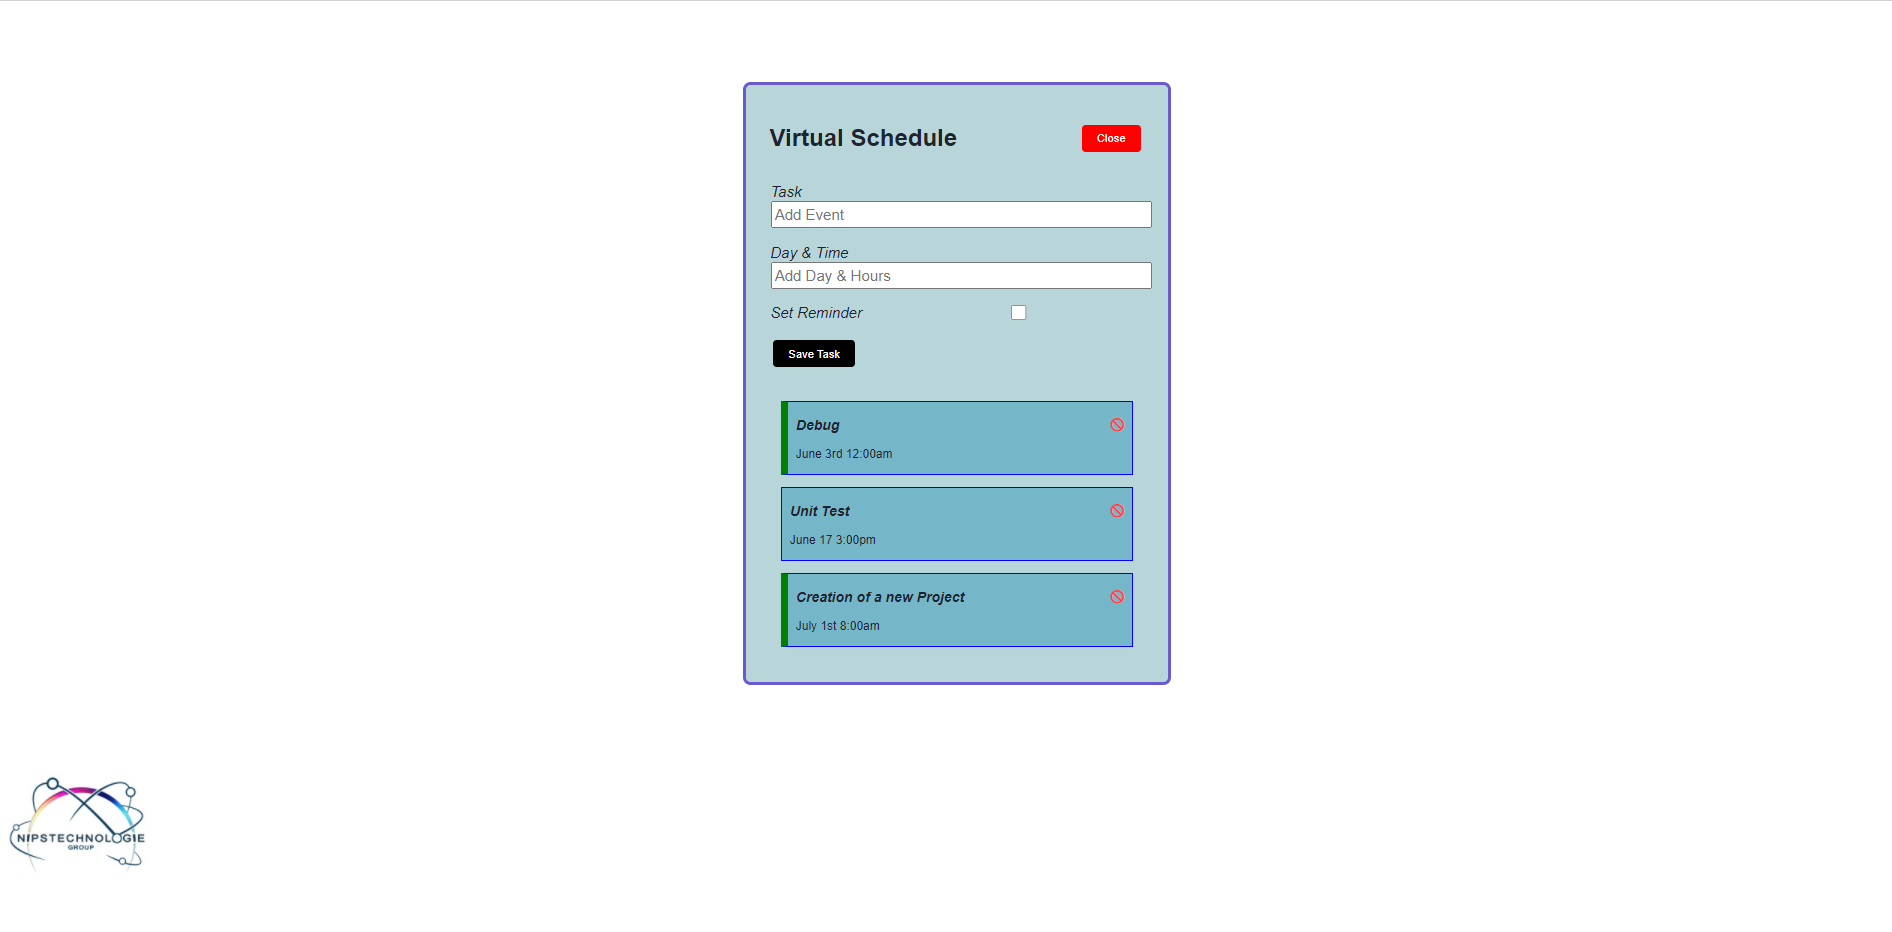 Virtual Schedule
Close
Task
Add Event
Day & Time
Add Day & Hours
Set Reminder
Save Task
Debug
June 3rd 12:00am
Unit Test
June 17 3:00pm
Creation of a new Project
July 1st 8:00am
NIPSTECHNOLOGIE
GROUP